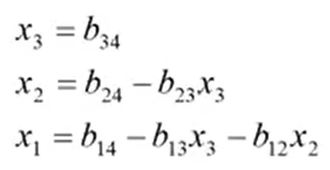 x₃ = b₃₄
x₂ = b₂₄ − b₂₃x₃
x₁ = b₁₄ − b₁₃x₃ − b₁₂x₂